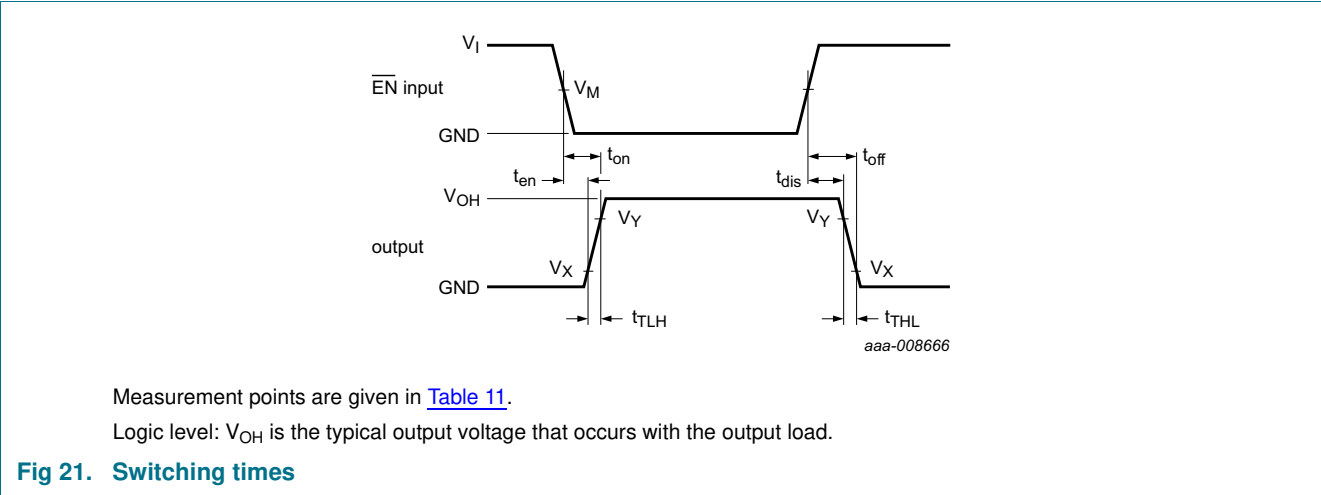 V_I
E̅N̅ input
V_M
GND
t_on
t_off
t_en
t_dis
V_OH
V_Y
V_Y
output
V_X
V_X
GND
t_TLH
t_THL
aaa-008666
Measurement points are given in Table 11.
Logic level: V_OH is the typical output voltage that occurs with the output load.
Fig 21. Switching times